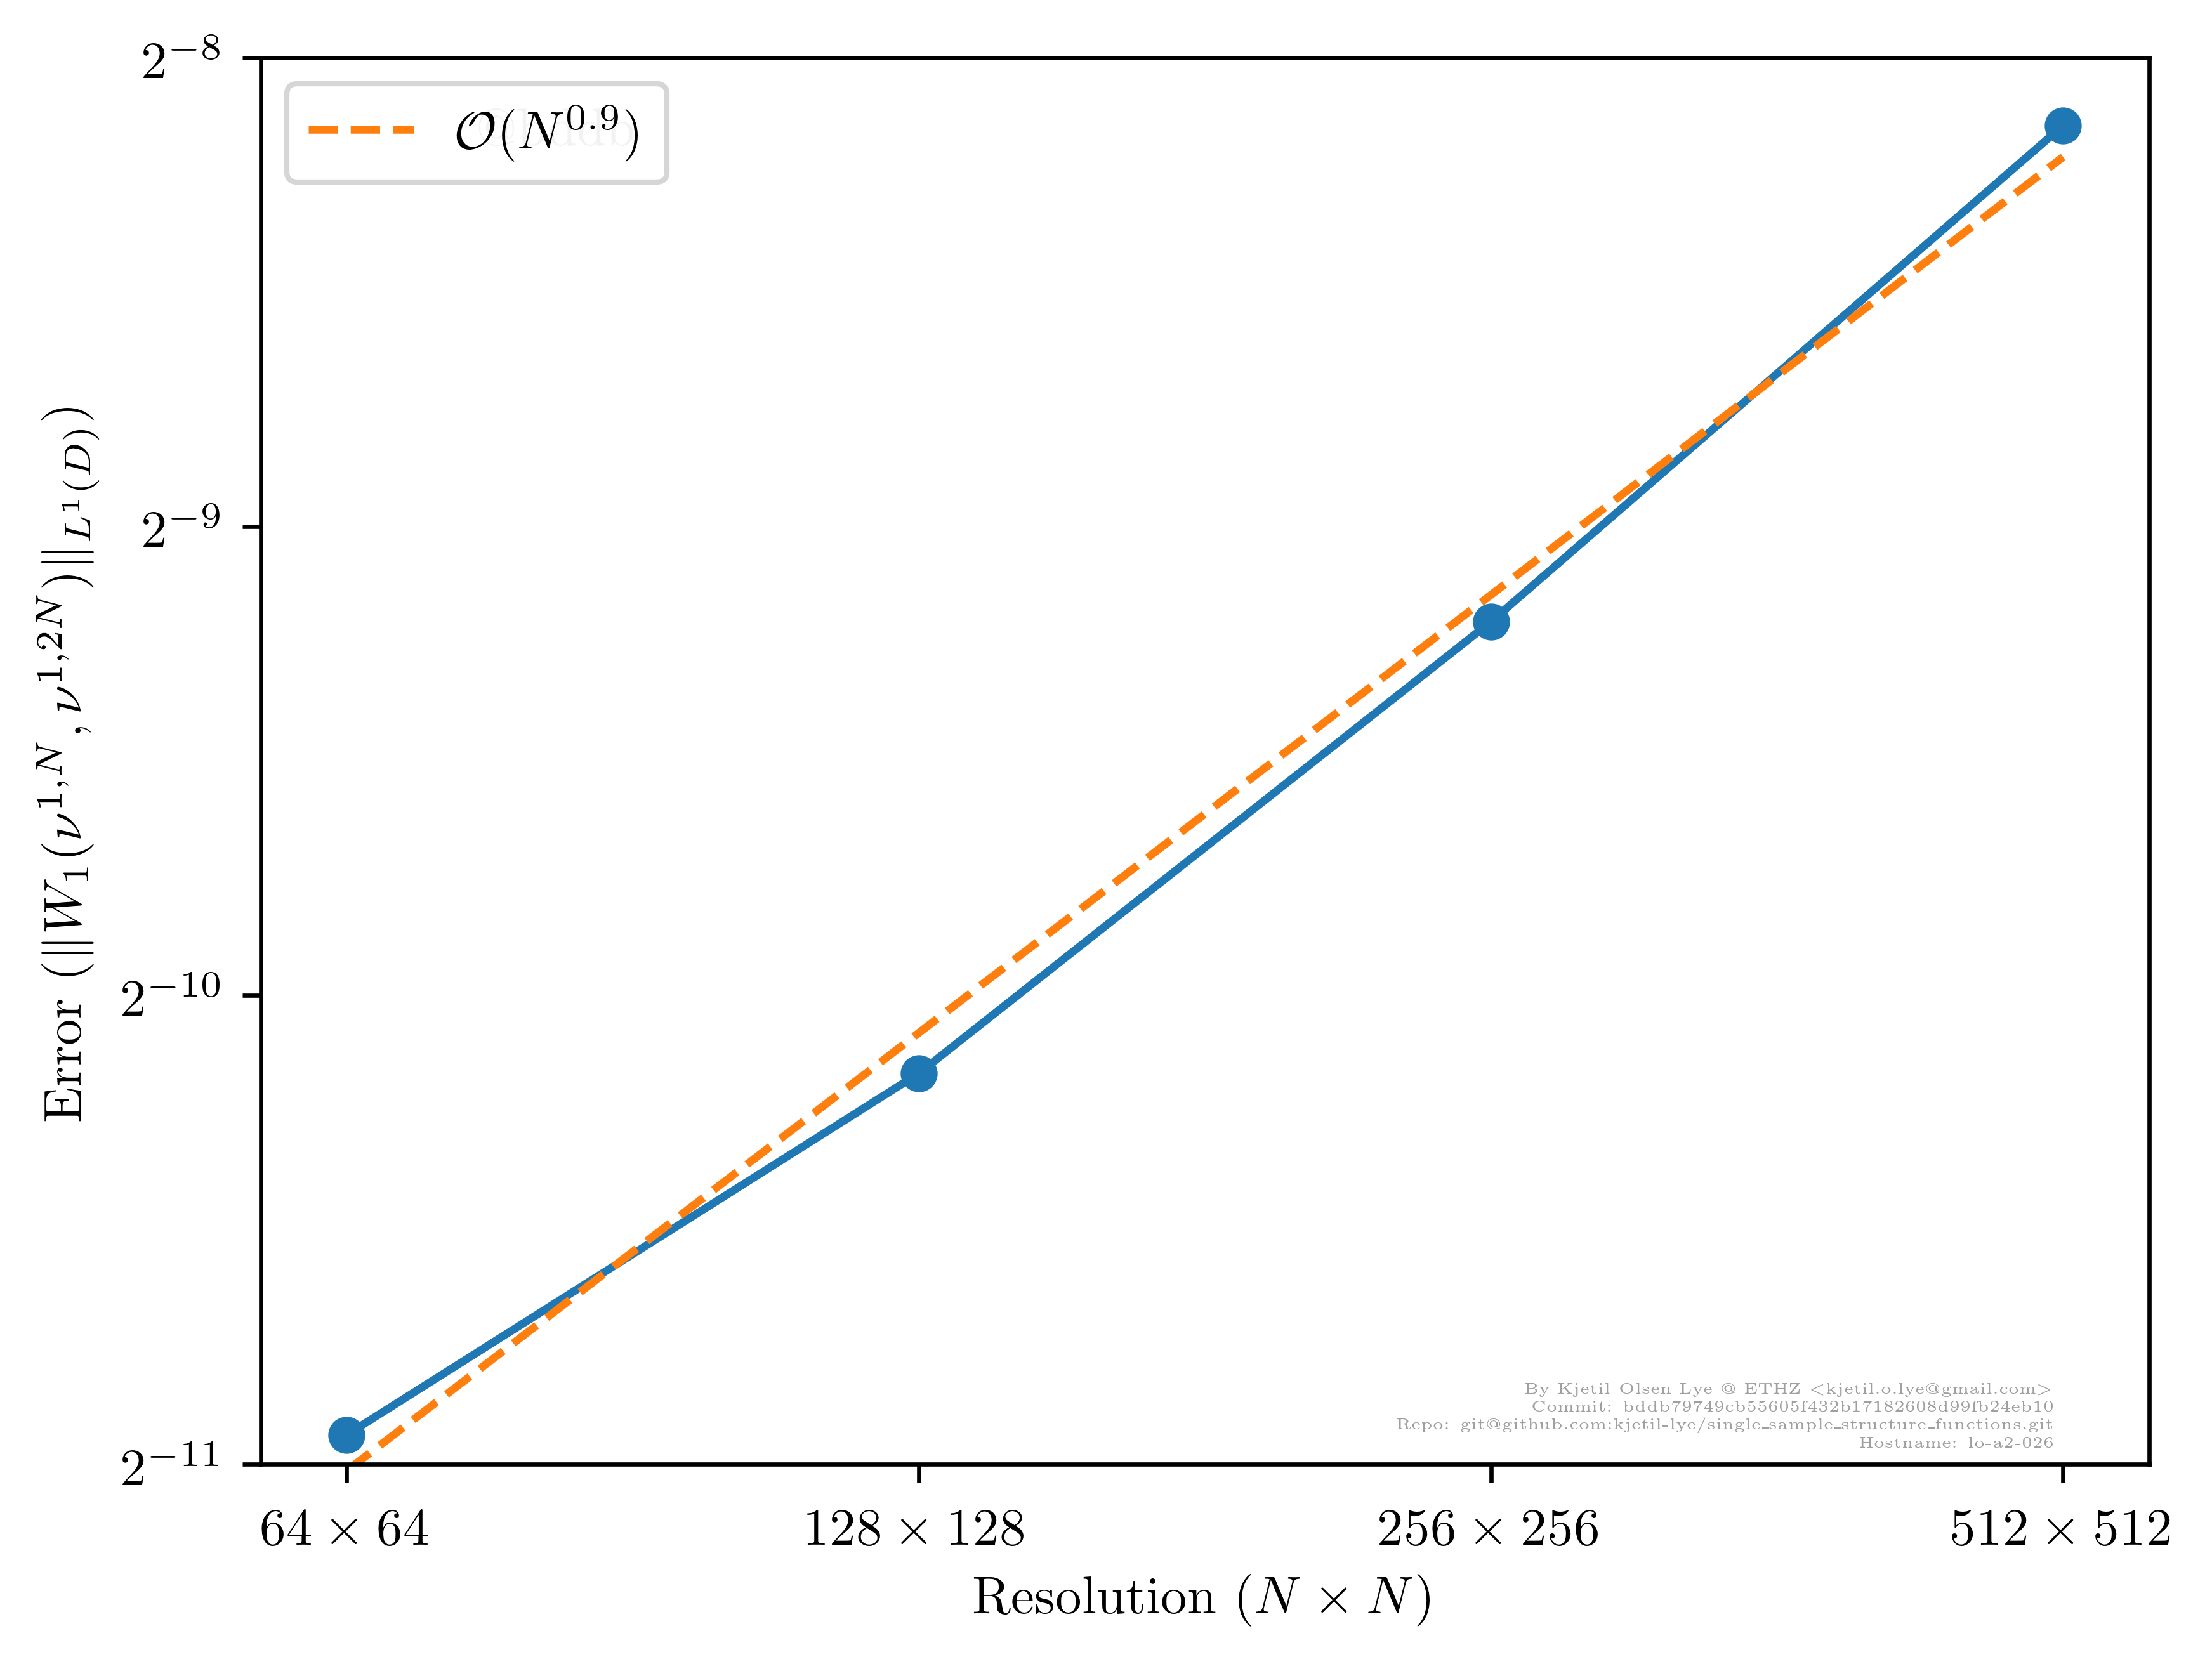 2^{-8}
O(N^{0.9})
2^{-9}
2^{-10}
2^{-11}
Error (||W_1(ν^{1,N}, ν^{1,2N})||_{L^1(D)})
By Kjetil Olsen Lye @ ETHZ <kjetil.o.lye@gmail.com>
Commit: bddb79749cb55605f432b17182608d99fb24eb10
Repo: git@github.com:kjetil-lye/single_sample_structure_functions.git
Hostname: lo-a2-026
64 × 64
128 × 128
256 × 256
512 × 512
Resolution (N × N)